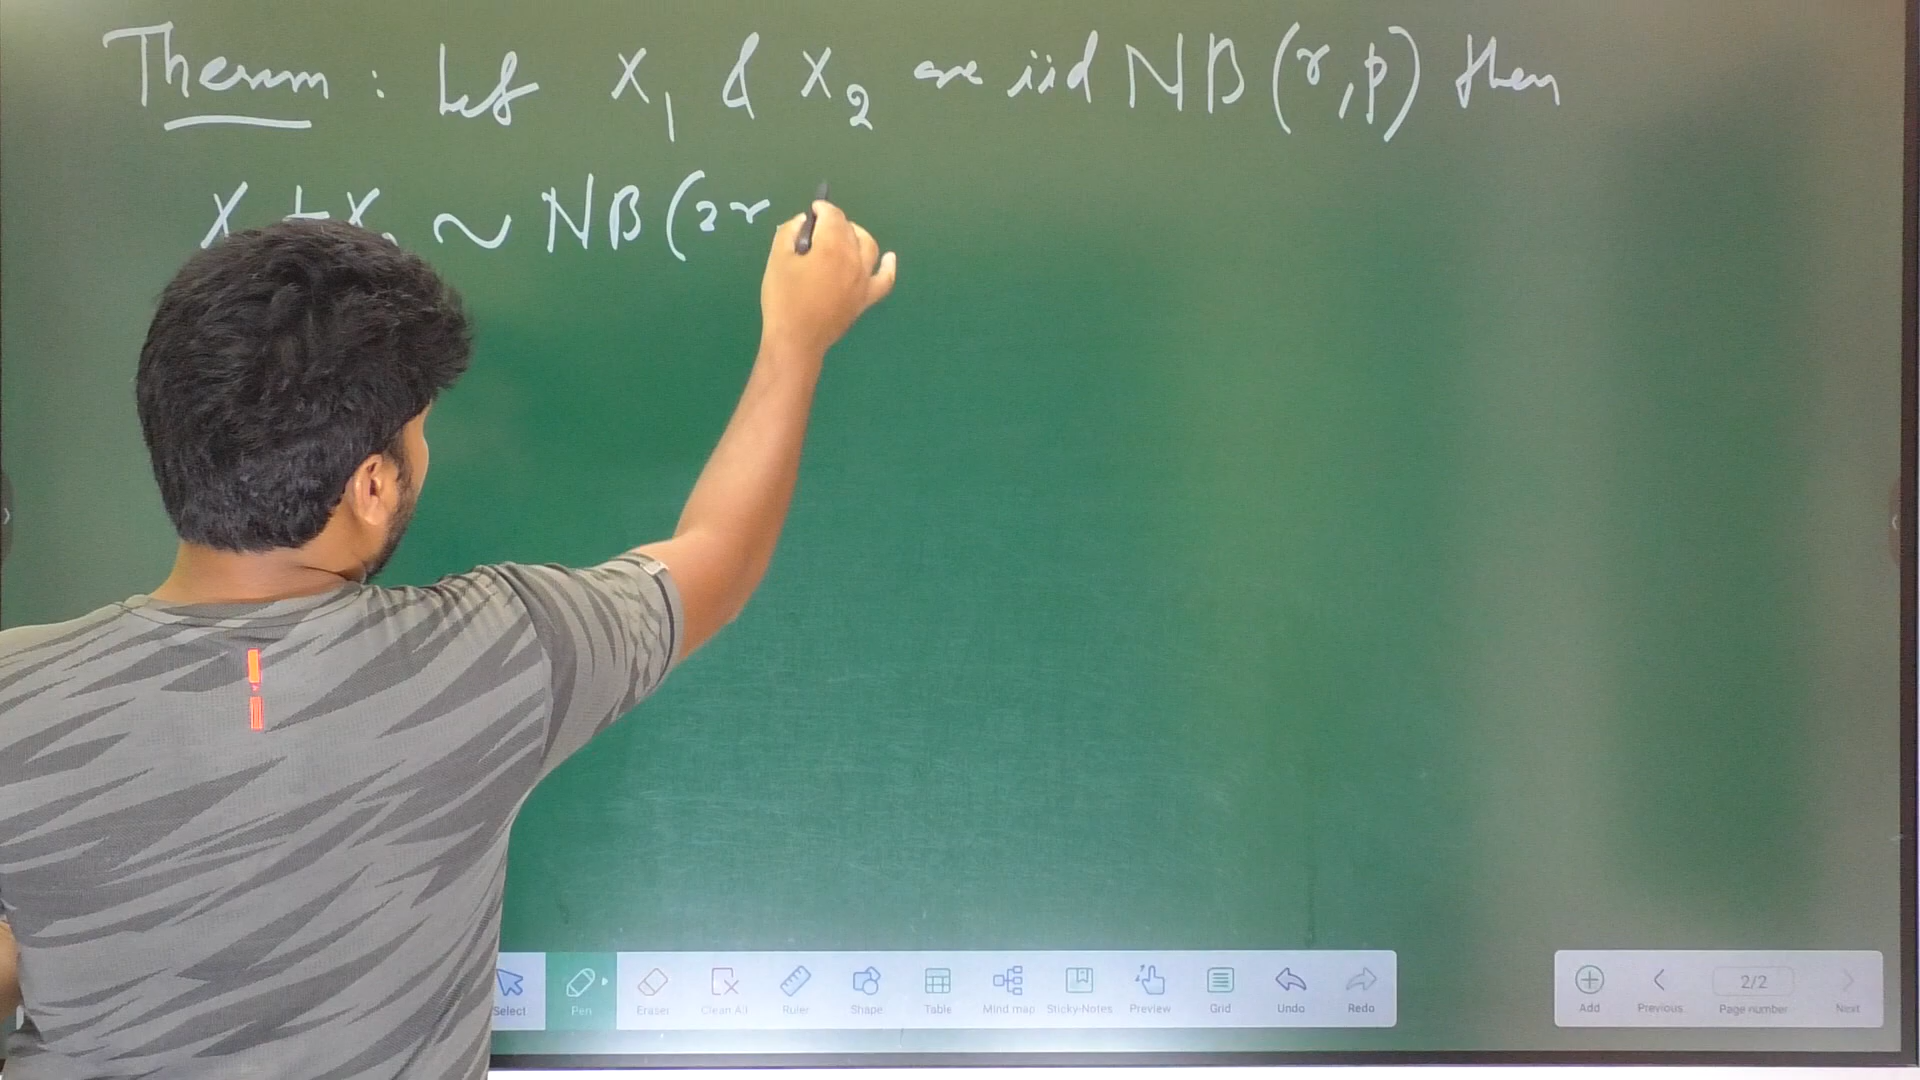 Theorem : Let X₁ & X₂ are iid NB(r,p) then
X + X ~ NB(2r
Select Pen Eraser Clean All Ruler Shape Table Mind map Sticky-Notes Preview Grid Undo Redo
2/2
Add Previous Page number Next